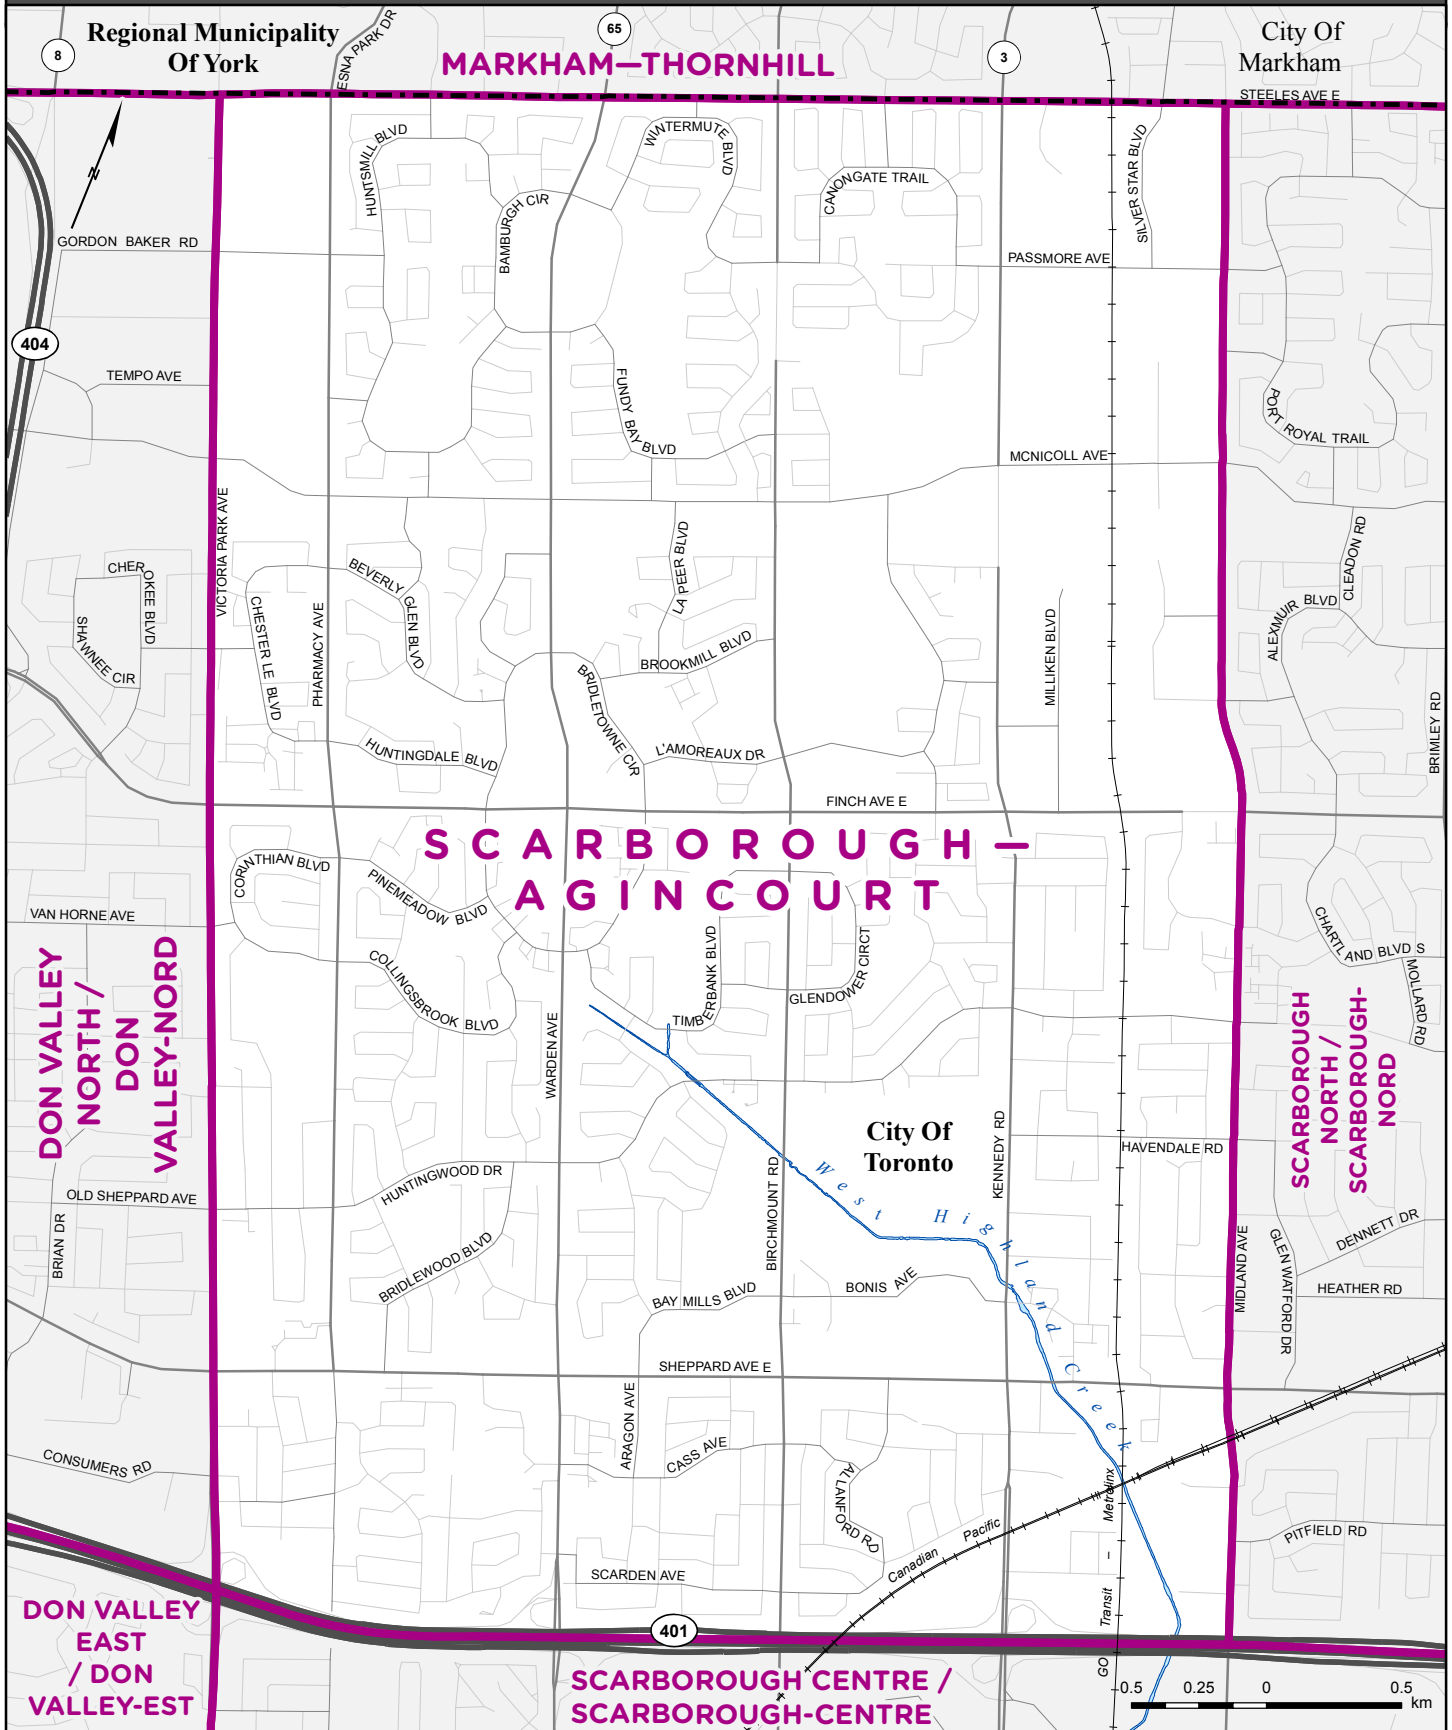 Regional Municipality
Of York
8
ESNA PARK DR
65
MARKHAM—THORNHILL
3
City Of
Markham
STEELES AVE E
N
HUNTSMILL BLVD
WINTERMUTE BLVD
CANONGATE TRAIL
SILVER STAR BLVD
BAMBURGH CIR
GORDON BAKER RD
PASSMORE AVE
404
TEMPO AVE
FUNDY BAY BLVD
PORT ROYAL TRAIL
MCNICOLL AVE
VICTORIA PARK AVE
CHEROKEE BLVD
SHAWNEE CIR
CHESTER LE BLVD
PHARMACY AVE
BEVERLY GLEN BLVD
LA PEER BLVD
BROOKMILL BLVD
BRIDLETOWNE CIR
MILLIKEN BLVD
ALEXMUIR BLVD
CLEADON RD
BRIMLEY RD
HUNTINGDALE BLVD
L'AMOREAUX DR
FINCH AVE E
SCARBOROUGH—
AGINCOURT
CORINTHIAN BLVD
PINEMEADOW BLVD
VAN HORNE AVE
COLLINGSBROOK BLVD
TIMBERBANK BLVD
GLENDOWER CIRCT
CHARTLAND BLVD S
MOLLARD RD
DON VALLEY
NORTH /
DON
VALLEY-NORD
WARDEN AVE
SCARBOROUGH
NORTH /
SCARBOROUGH-
NORD
City Of
Toronto
KENNEDY RD
HAVENDALE RD
West Highland Creek
HUNTINGWOOD DR
OLD SHEPPARD AVE
BRIAN DR
BRIDLEWOOD BLVD
BIRCHMOUNT RD
MIDLAND AVE
GLEN WATFORD DR
DENNETT DR
HEATHER RD
BAY MILLS BLVD
BONIS AVE
SHEPPARD AVE E
ARAGON AVE
CASS AVE
ALLANFORD RD
CONSUMERS RD
GO Transit – Metrolinx
Canadian Pacific
PITFIELD RD
SCARDEN AVE
401
DON VALLEY
EAST
/ DON
VALLEY-EST
SCARBOROUGH CENTRE /
SCARBOROUGH-CENTRE
0.5 0.25 0 0.5
km